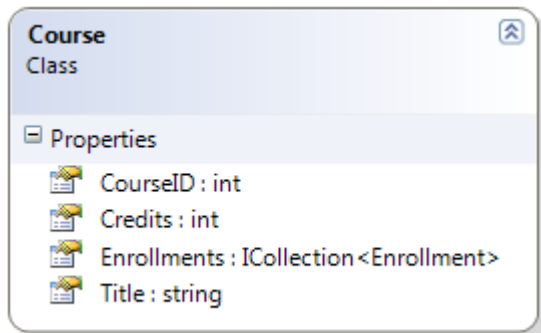 Course
Class
Properties
CourseID : int
Credits : int
Enrollments : ICollection<Enrollment>
Title : string